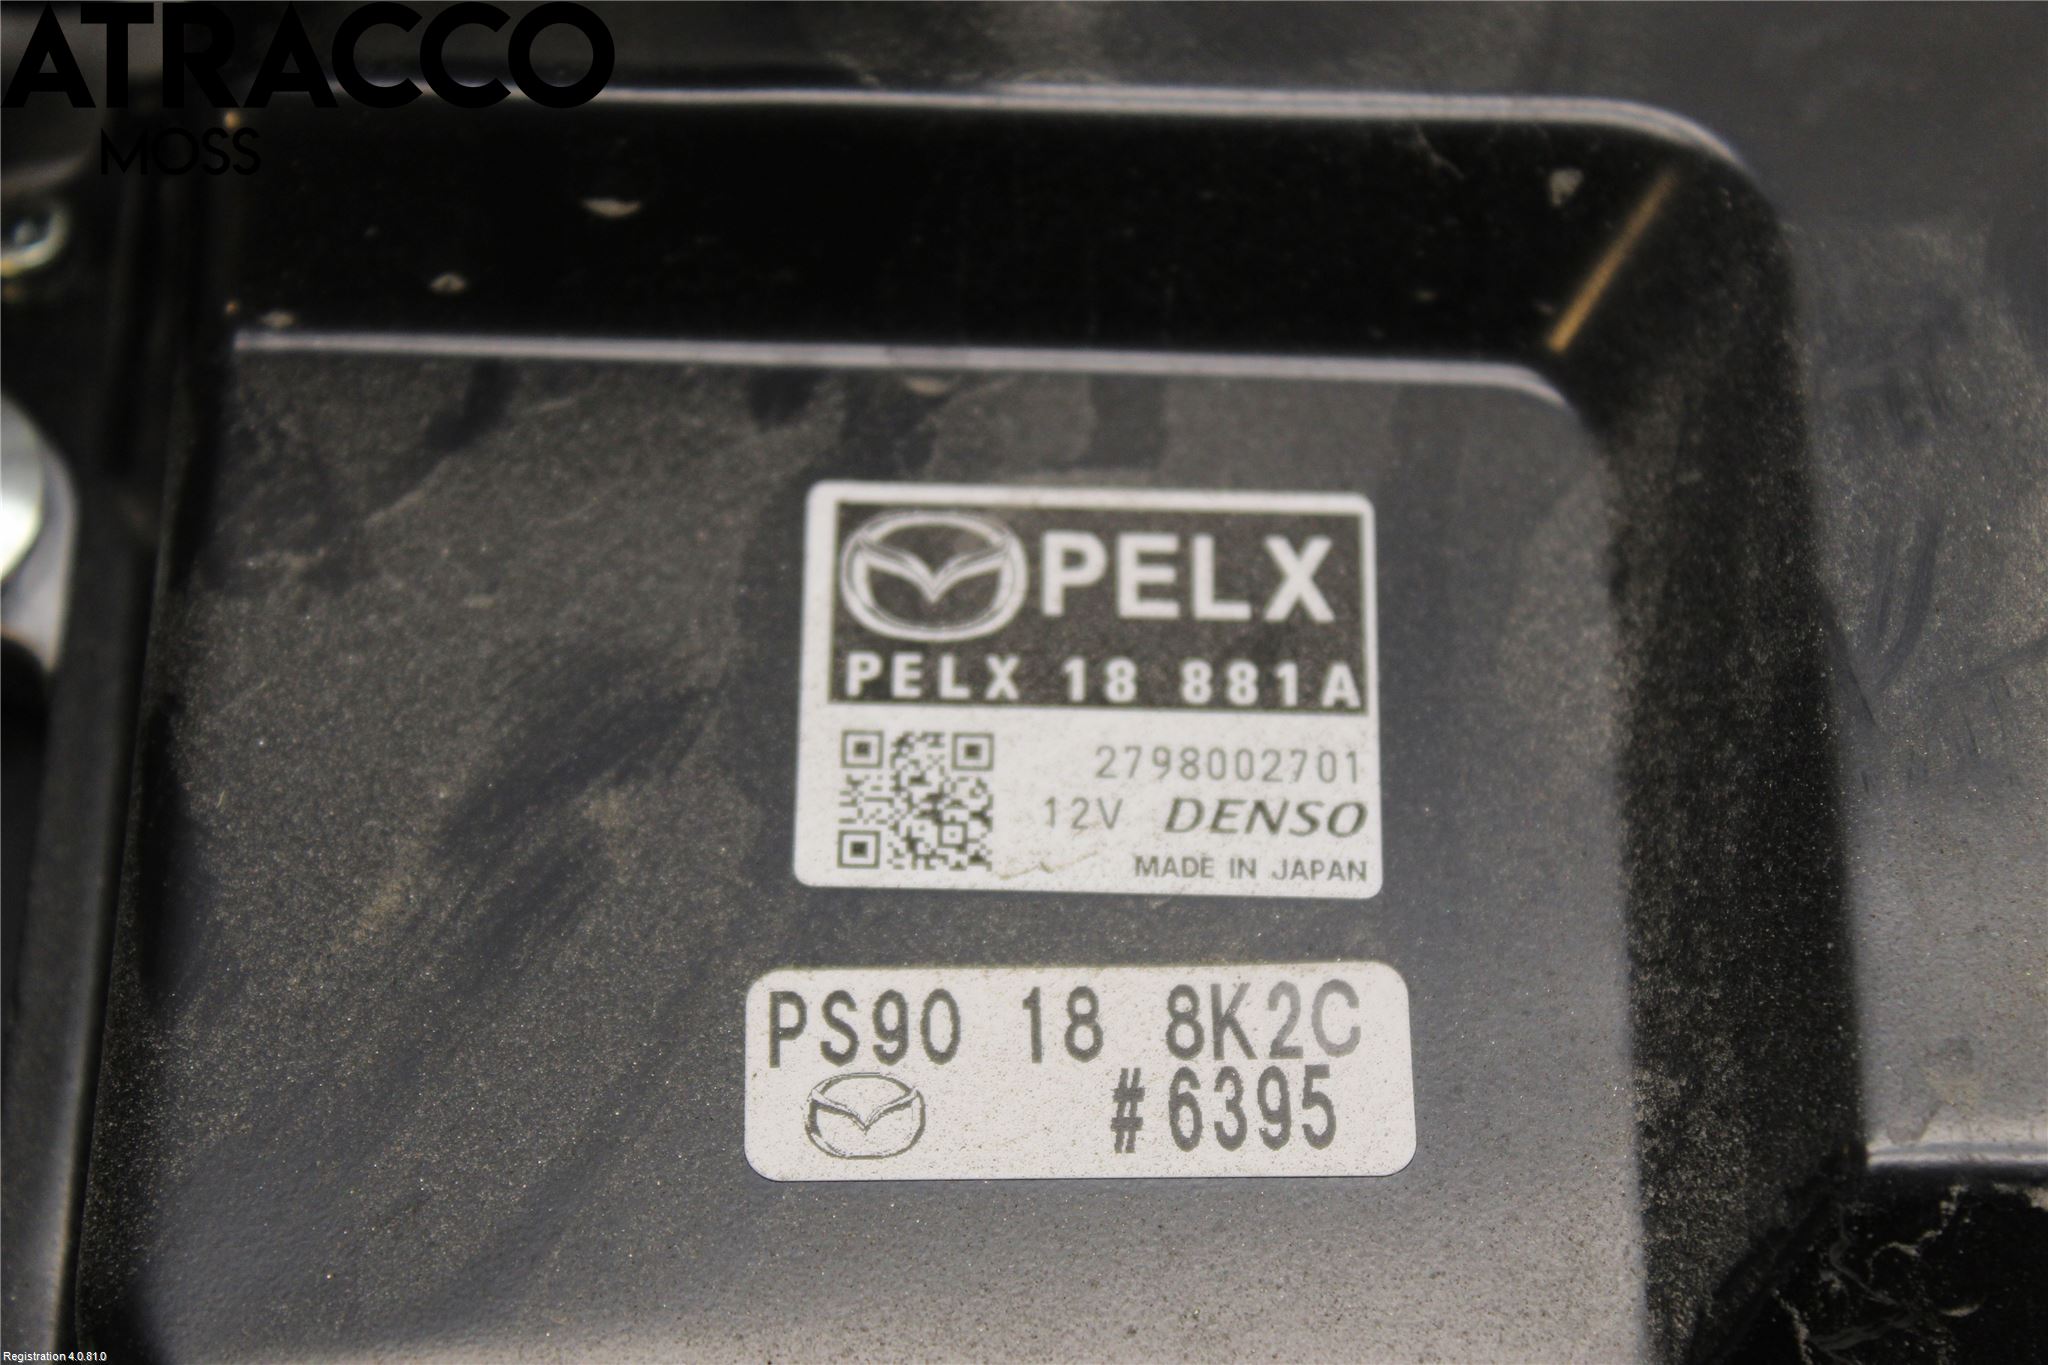 ATRACCO
MOSS
PELX
PELX 18 881A
2798002701
12V DENSO
MADE IN JAPAN
PS90 18 8K2C
#6395
Registration 4.0.81.0